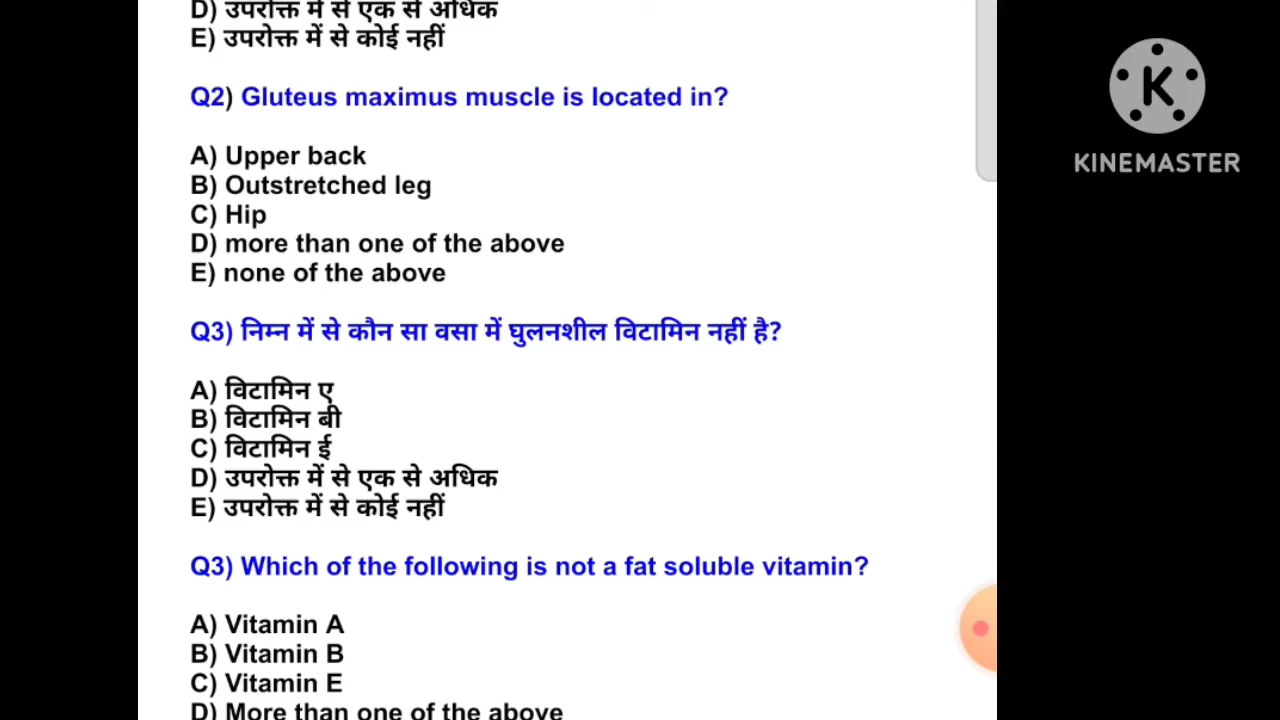 D) उपरोक्त में से एक से अधिक
E) उपरोक्त में से कोई नहीं
Q2) Gluteus maximus muscle is located in?
A) Upper back
B) Outstretched leg
C) Hip
D) more than one of the above
E) none of the above
Q3) निम्न में से कौन सा वसा में घुलनशील विटामिन नहीं है?
A) विटामिन ए
B) विटामिन बी
C) विटामिन ई
D) उपरोक्त में से एक से अधिक
E) उपरोक्त में से कोई नहीं
Q3) Which of the following is not a fat soluble vitamin?
A) Vitamin A
B) Vitamin B
C) Vitamin E
D) More than one of the above
K
KINEMASTER